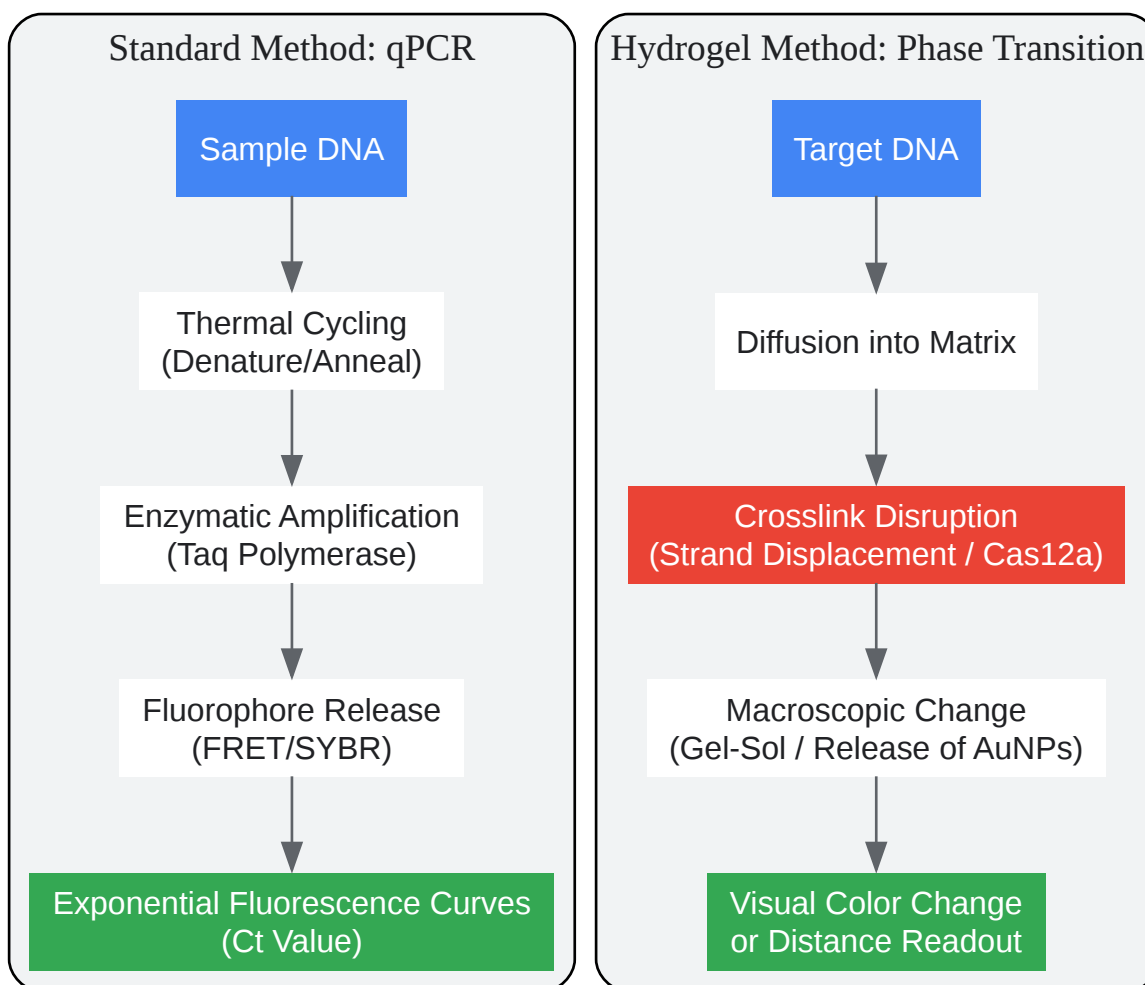 Standard Method: qPCR
Sample DNA
Thermal Cycling
(Denature/Anneal)
Enzymatic Amplification
(Taq Polymerase)
Fluorophore Release
(FRET/SYBR)
Exponential Fluorescence Curves
(Ct Value)
Hydrogel Method: Phase Transition
Target DNA
Diffusion into Matrix
Crosslink Disruption
(Strand Displacement / Cas12a)
Macroscopic Change
(Gel-Sol / Release of AuNPs)
Visual Color Change
or Distance Readout